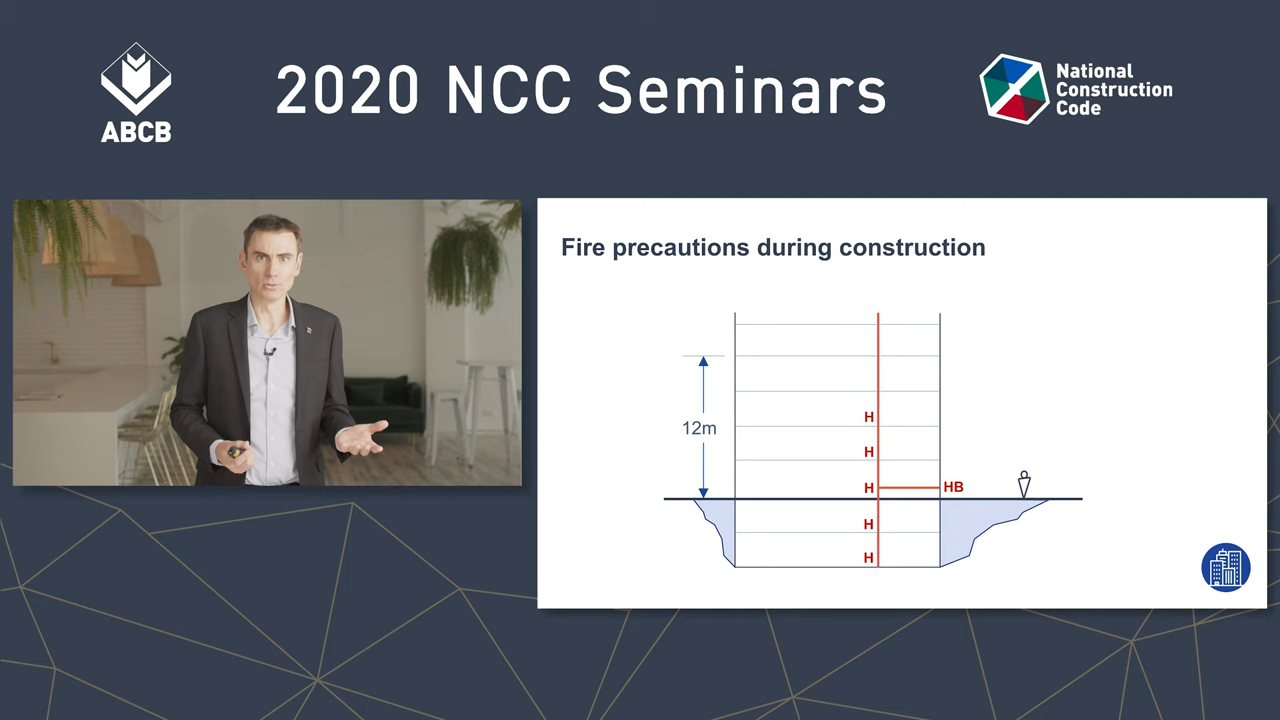 ABCB
2020 NCC Seminars
National
Construction
Code
Fire precautions during construction
12m
H
H
H
HB
H
H